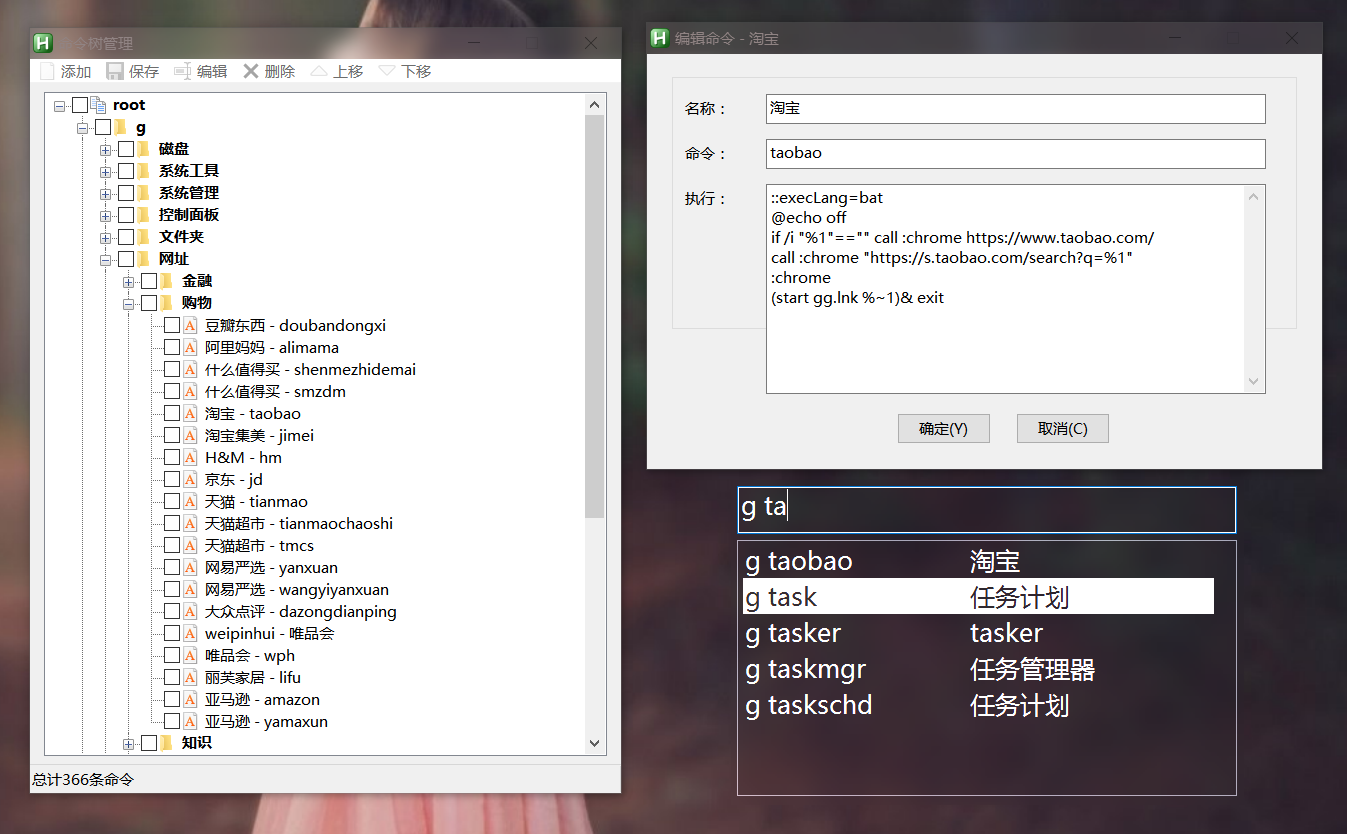 令树管理
添加 保存 编辑 删除 上移 下移
root
g
磁盘
系统工具
系统管理
控制面板
文件夹
网址
金融
购物
豆瓣东西 - doubandongxi
阿里妈妈 - alimama
什么值得买 - shenmezhidemai
什么值得买 - smzdm
淘宝 - taobao
淘宝集美 - jimei
H&M - hm
京东 - jd
天猫 - tianmao
天猫超市 - tianmaochaoshi
天猫超市 - tmcs
网易严选 - yanxuan
网易严选 - wangyiyanxuan
大众点评 - dazongdianping
weipinhui - 唯品会
唯品会 - wph
丽芙家居 - lifu
亚马逊 - amazon
亚马逊 - yamaxun
知识
总计366条命令
编辑命令 - 淘宝
名称： 淘宝
命令： taobao
执行： ::execLang=bat
@echo off
if /i "%1"=="" call :chrome https://www.taobao.com/
call :chrome "https://s.taobao.com/search?q=%1"
:chrome
(start gg.lnk %~1)& exit
确定(Y) 取消(C)
g ta
g taobao 淘宝
g task 任务计划
g tasker tasker
g taskmgr 任务管理器
g taskschd 任务计划